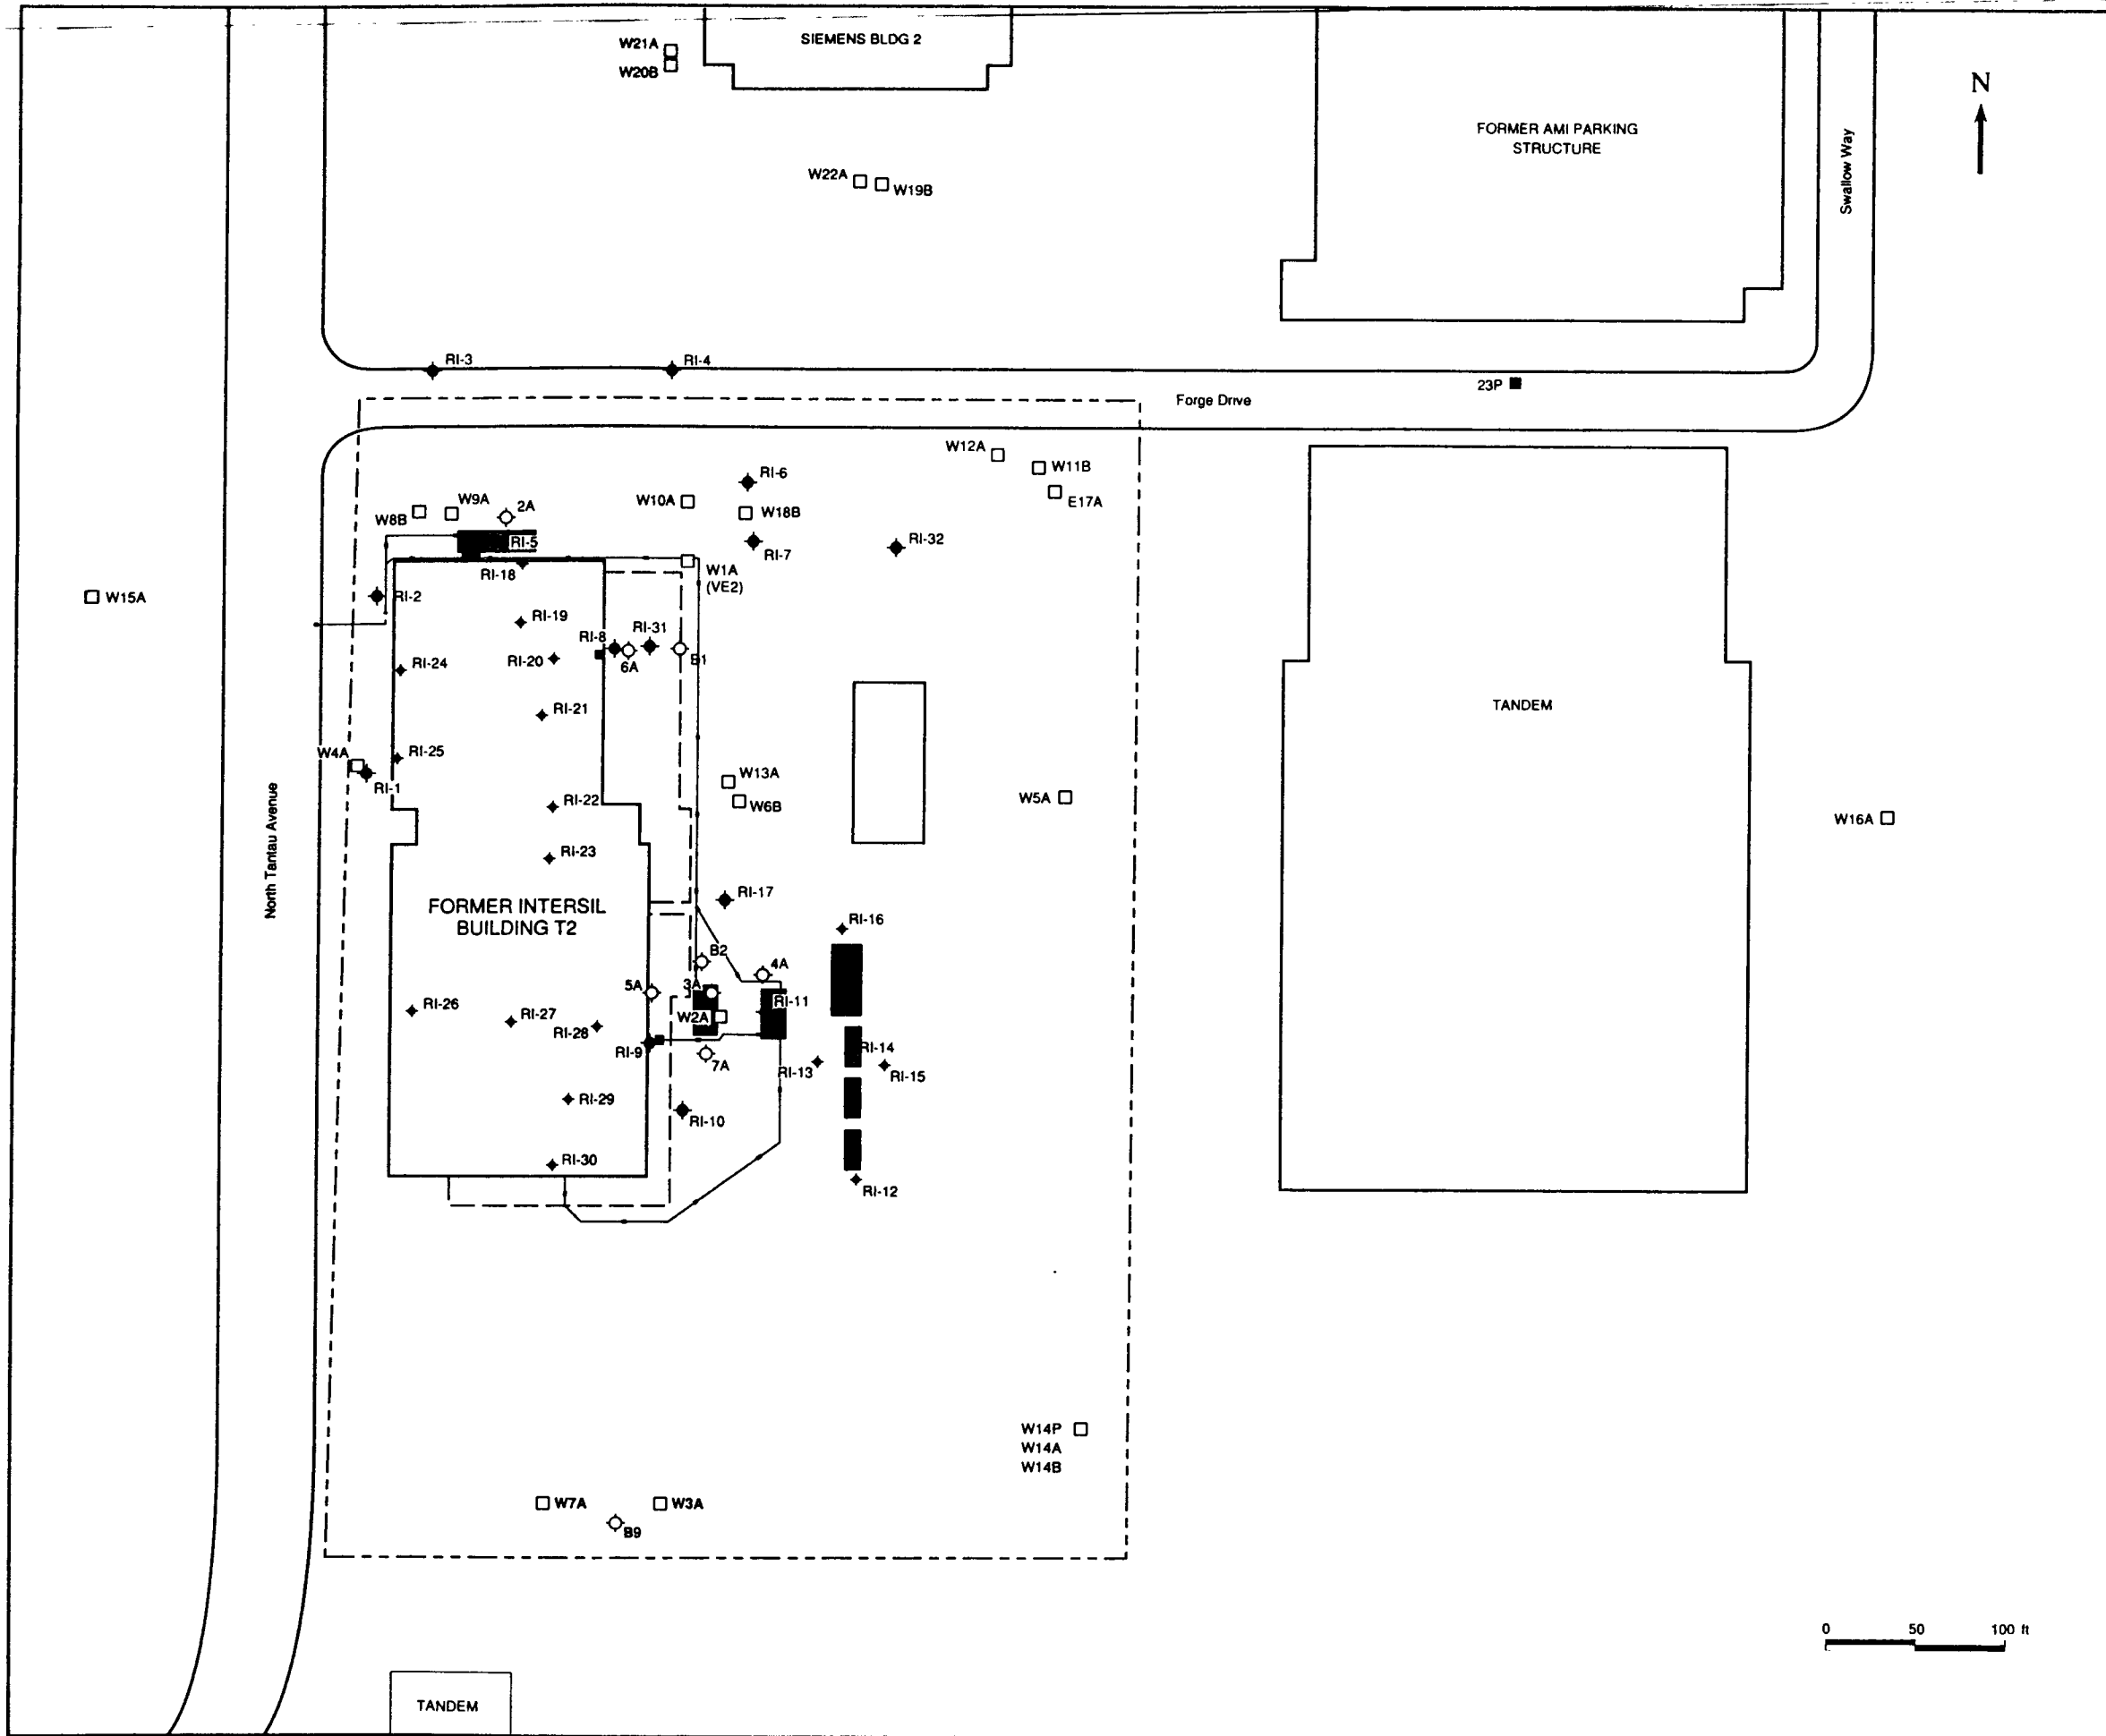 W21A
SIEMENS BLDG 2
W20B
N
FORMER AMI PARKING
STRUCTURE
Swallow Way
W22A
W19B
RI-3
RI-4
23P
Forge Drive
W12A
W11B
RI-6
E17A
W10A
W9A
2A
W8B
W18B
RI-5
RI-32
RI-7
RI-18
W1A
(VE2)
RI-2
W15A
RI-19
RI-31
RI-8
RI-20
6A
B1
RI-24
RI-21
TANDEM
W4A
RI-25
RI-1
W13A
W6B
W5A
RI-22
W16A
North Tantau Avenue
RI-23
RI-17
FORMER INTERSIL
BUILDING T2
RI-16
B2
4A
5A
3A
RI-11
RI-26
W2A
RI-27
RI-28
RI-9
RI-14
7A
RI-13
RI-15
RI-29
RI-10
RI-30
RI-12
W14P
W14A
W14B
W7A
W3A
B9
0 50 100 ft
TANDEM